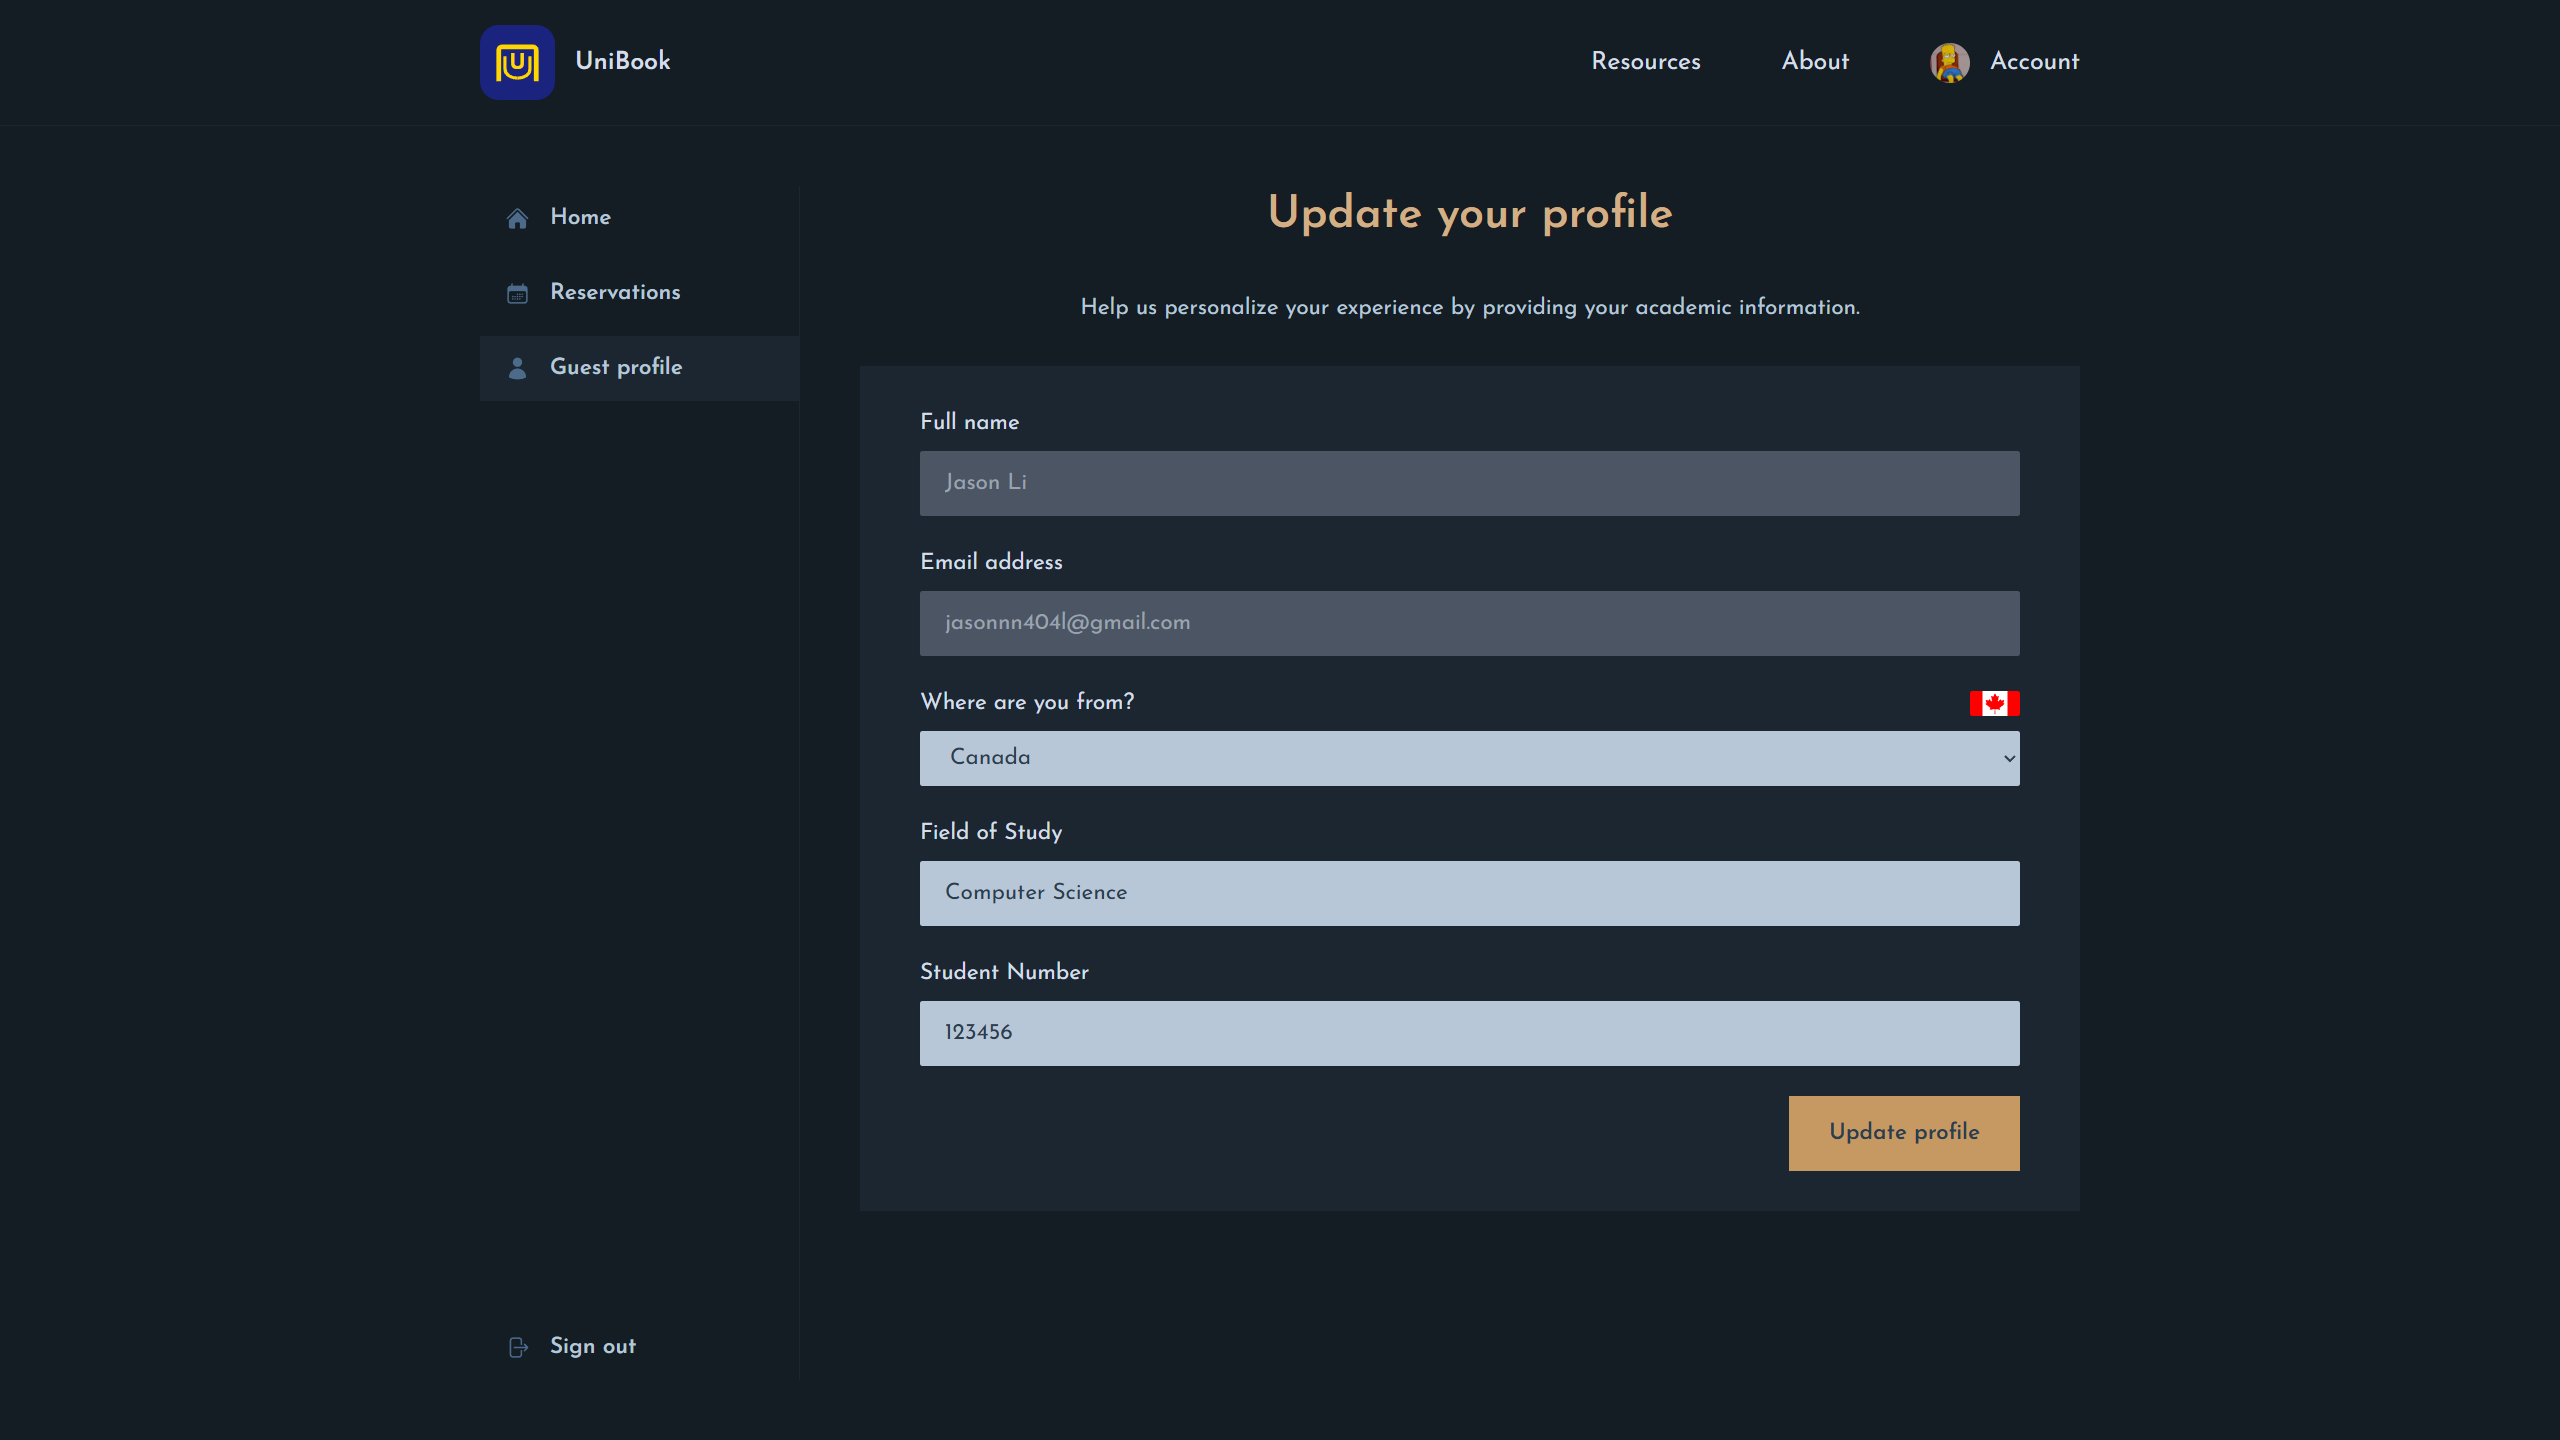 UniBook
Resources
About
Account
Home
Reservations
Guest profile
Sign out
Update your profile
Help us personalize your experience by providing your academic information.
Full name
Jason Li
Email address
jasonnn404l@gmail.com
Where are you from?
Canada
Field of Study
Computer Science
Student Number
123456
Update profile